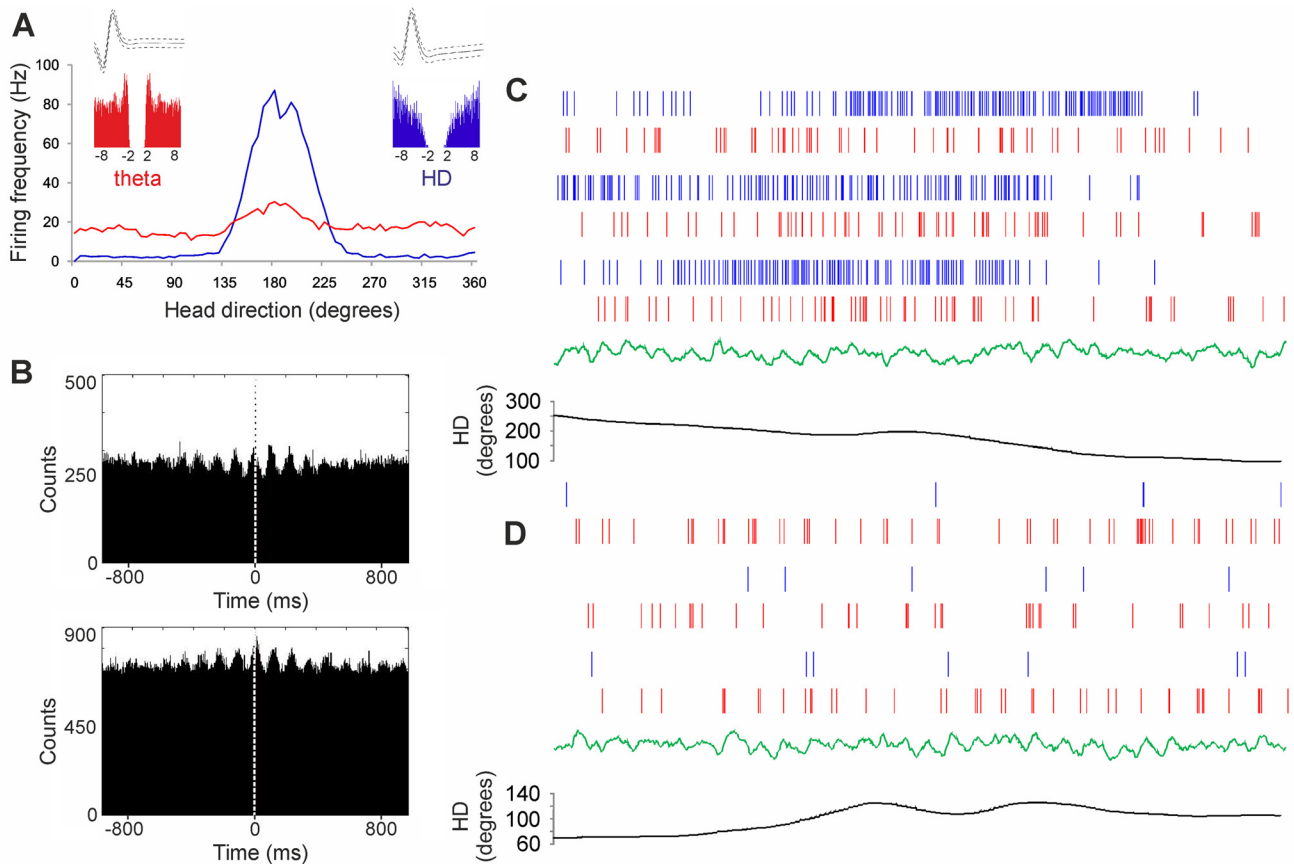 A
Firing frequency (Hz)
100
80
60
40
20
0
0 45 90 135 180 225 270 315 360
Head direction (degrees)
-8 -2 2 8
theta
-8 -2 2 8
HD
B
Counts
500
250
0
-800 0 800
Time (ms)
Counts
900
450
0
-800 0 800
Time (ms)
C
HD
(degrees)
300
200
100
D
HD
(degrees)
140
100
60